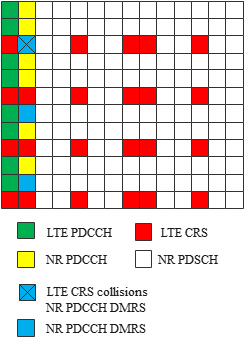 LTE PDCCH
LTE CRS
NR PDCCH
NR PDSCH
LTE CRS collisions
NR PDCCH DMRS
NR PDCCH DMRS